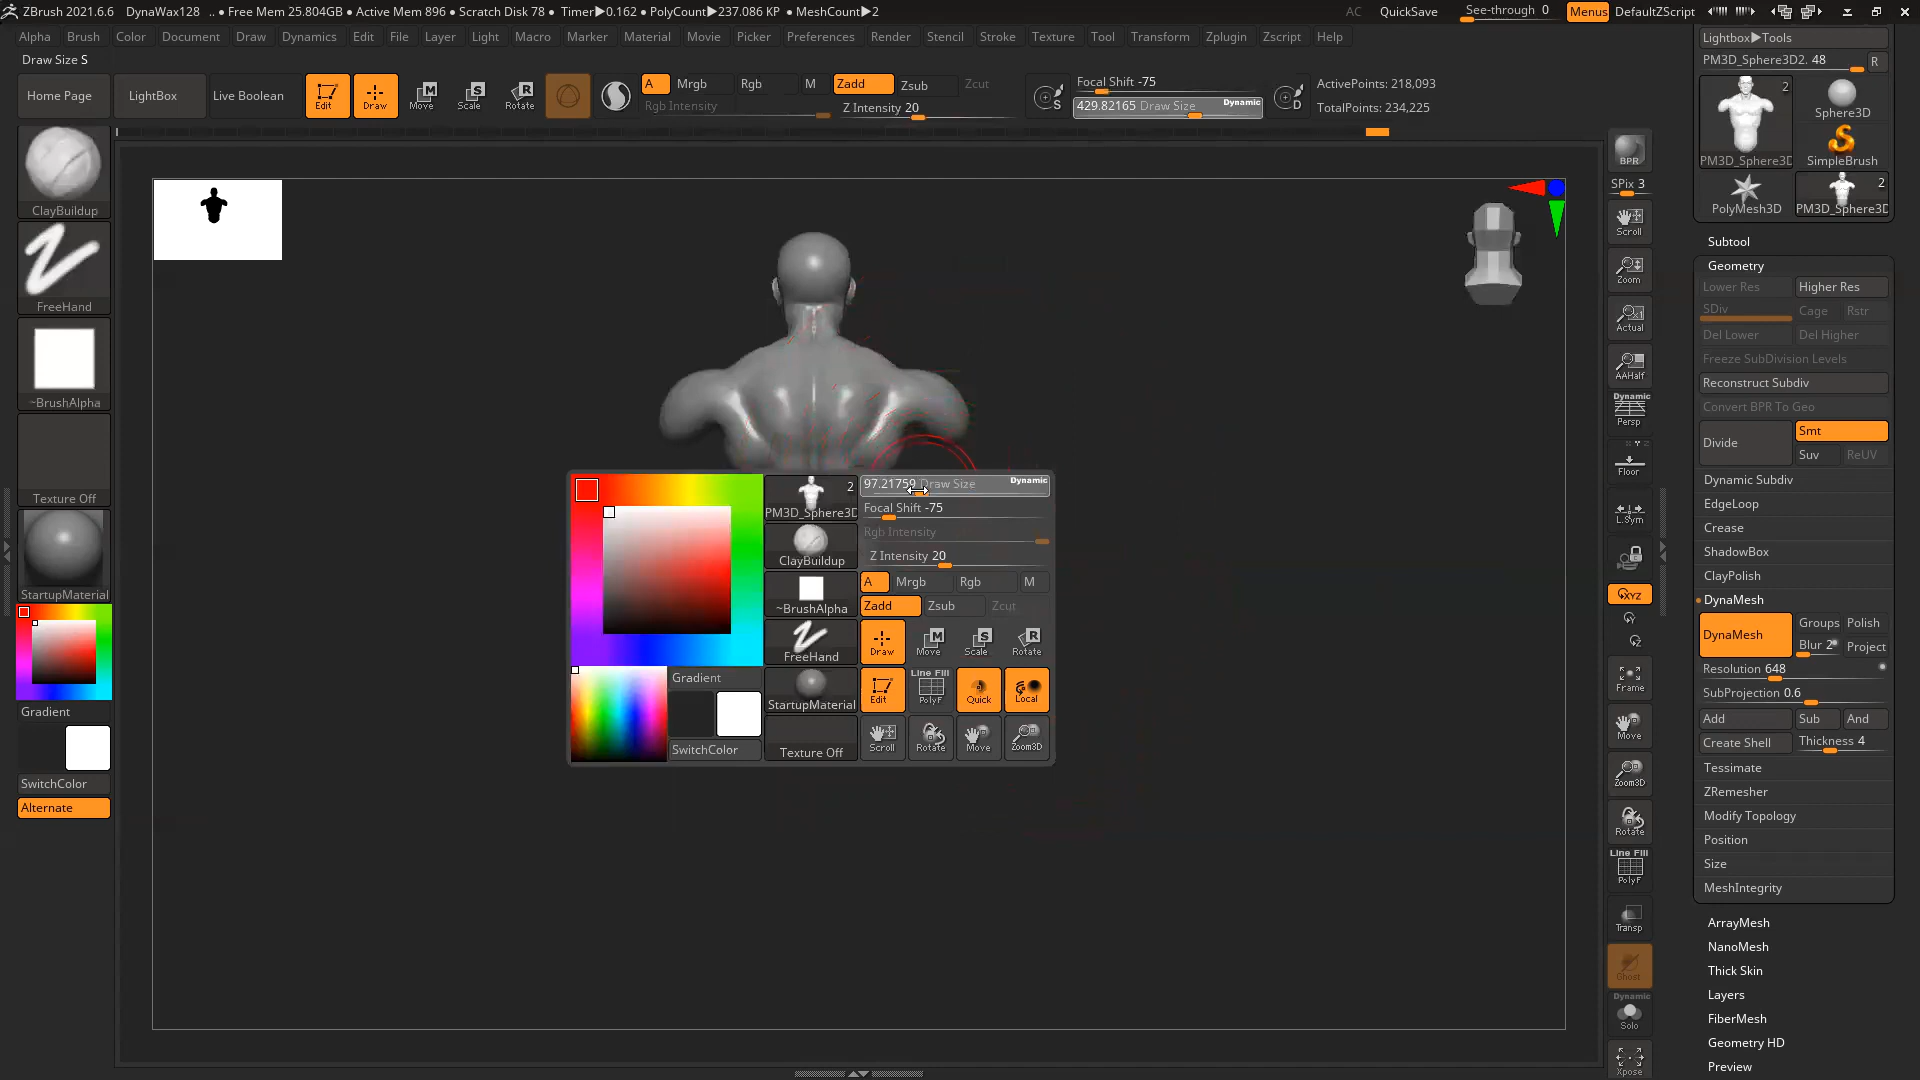 ZBrush 2021.6.6 DynaWax128 .. ● Free Mem 25.804GB ● Active Mem 896 ● Scratch Disk 78 ● Timer▶0.162 ● PolyCount▶237.086 KP ● MeshCount▶2 AC QuickSave See-through 0 Menus DefaultZScript
Alpha Brush Color Document Draw Dynamics Edit File Layer Light Macro Marker Material Movie Picker Preferences Render Stencil Stroke Texture Tool Transform Zplugin Zscript Help
Draw Size S
Home Page LightBox Live Boolean Edit Draw Move Scale Rotate
A Mrgb Rgb M Zadd Zsub Zcut
Rgb Intensity Z Intensity 20
S Focal Shift -75
429.82165 Draw Size Dynamic D
ActivePoints: 218,093
TotalPoints: 234,225
ClayBuildup
FreeHand
~BrushAlpha
Texture Off
StartupMaterial
Gradient
SwitchColor
Alternate
Gradient
SwitchColor
2
PM3D_Sphere3D
ClayBuildup
~BrushAlpha
FreeHand
StartupMaterial
Texture Off
97.21759 Draw Size Dynamic
Focal Shift -75
Rgb Intensity
Z Intensity 20
A Mrgb Rgb M
Zadd Zsub Zcut
Draw Move Scale Rotate
Line Fill
Edit PolyF Quick Local
Scroll Rotate Move Zoom3D
BPR
SPix 3
Scroll
Zoom
Actual
AAHalf
Dynamic
Persp
Floor
L.Sym
XYZ
Frame
Move
Zoom3D
Rotate
Line Fill
PolyF
Transp
Ghost
Dynamic
Solo
Xpose
Lightbox▶Tools
PM3D_Sphere3D2. 48 R
2
PM3D_Sphere3D Sphere3D
SimpleBrush
PolyMesh3D 2
PM3D_Sphere3D
Subtool
Geometry
Lower Res Higher Res
SDiv Cage Rstr
Del Lower Del Higher
Freeze SubDivision Levels
Reconstruct Subdiv
Convert BPR To Geo
Divide Smt
Suv ReUV
Dynamic Subdiv
EdgeLoop
Crease
ShadowBox
ClayPolish
DynaMesh
DynaMesh Groups Polish
Blur 2 Project
Resolution 648
SubProjection 0.6
Add Sub And
Create Shell Thickness 4
Tessimate
ZRemesher
Modify Topology
Position
Size
MeshIntegrity
ArrayMesh
NanoMesh
Thick Skin
Layers
FiberMesh
Geometry HD
Preview